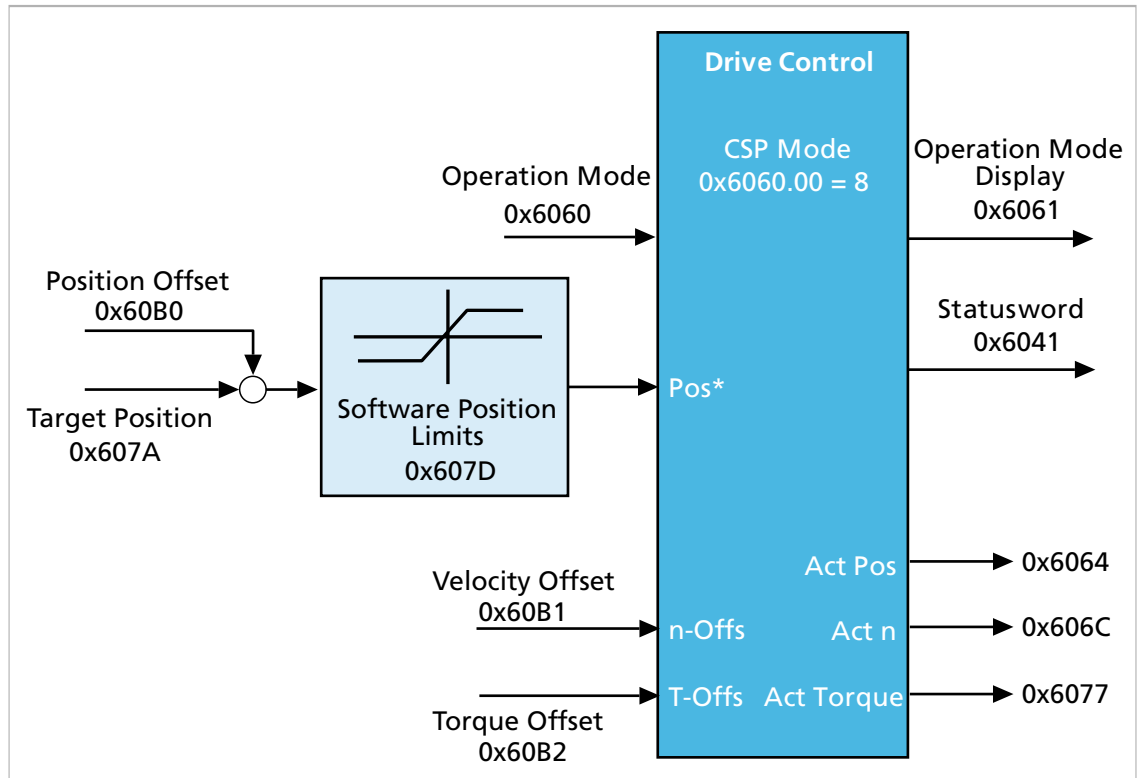 Drive Control
CSP Mode
0x6060.00 = 8
Operation Mode
0x6060
Operation Mode
Display
0x6061
Position Offset
0x60B0
Statusword
0x6041
Target Position
0x607A
Software Position
Limits
0x607D
Pos*
Act Pos
0x6064
Velocity Offset
0x60B1
n-Offs
Act n
0x606C
T-Offs
Act Torque
0x6077
Torque Offset
0x60B2